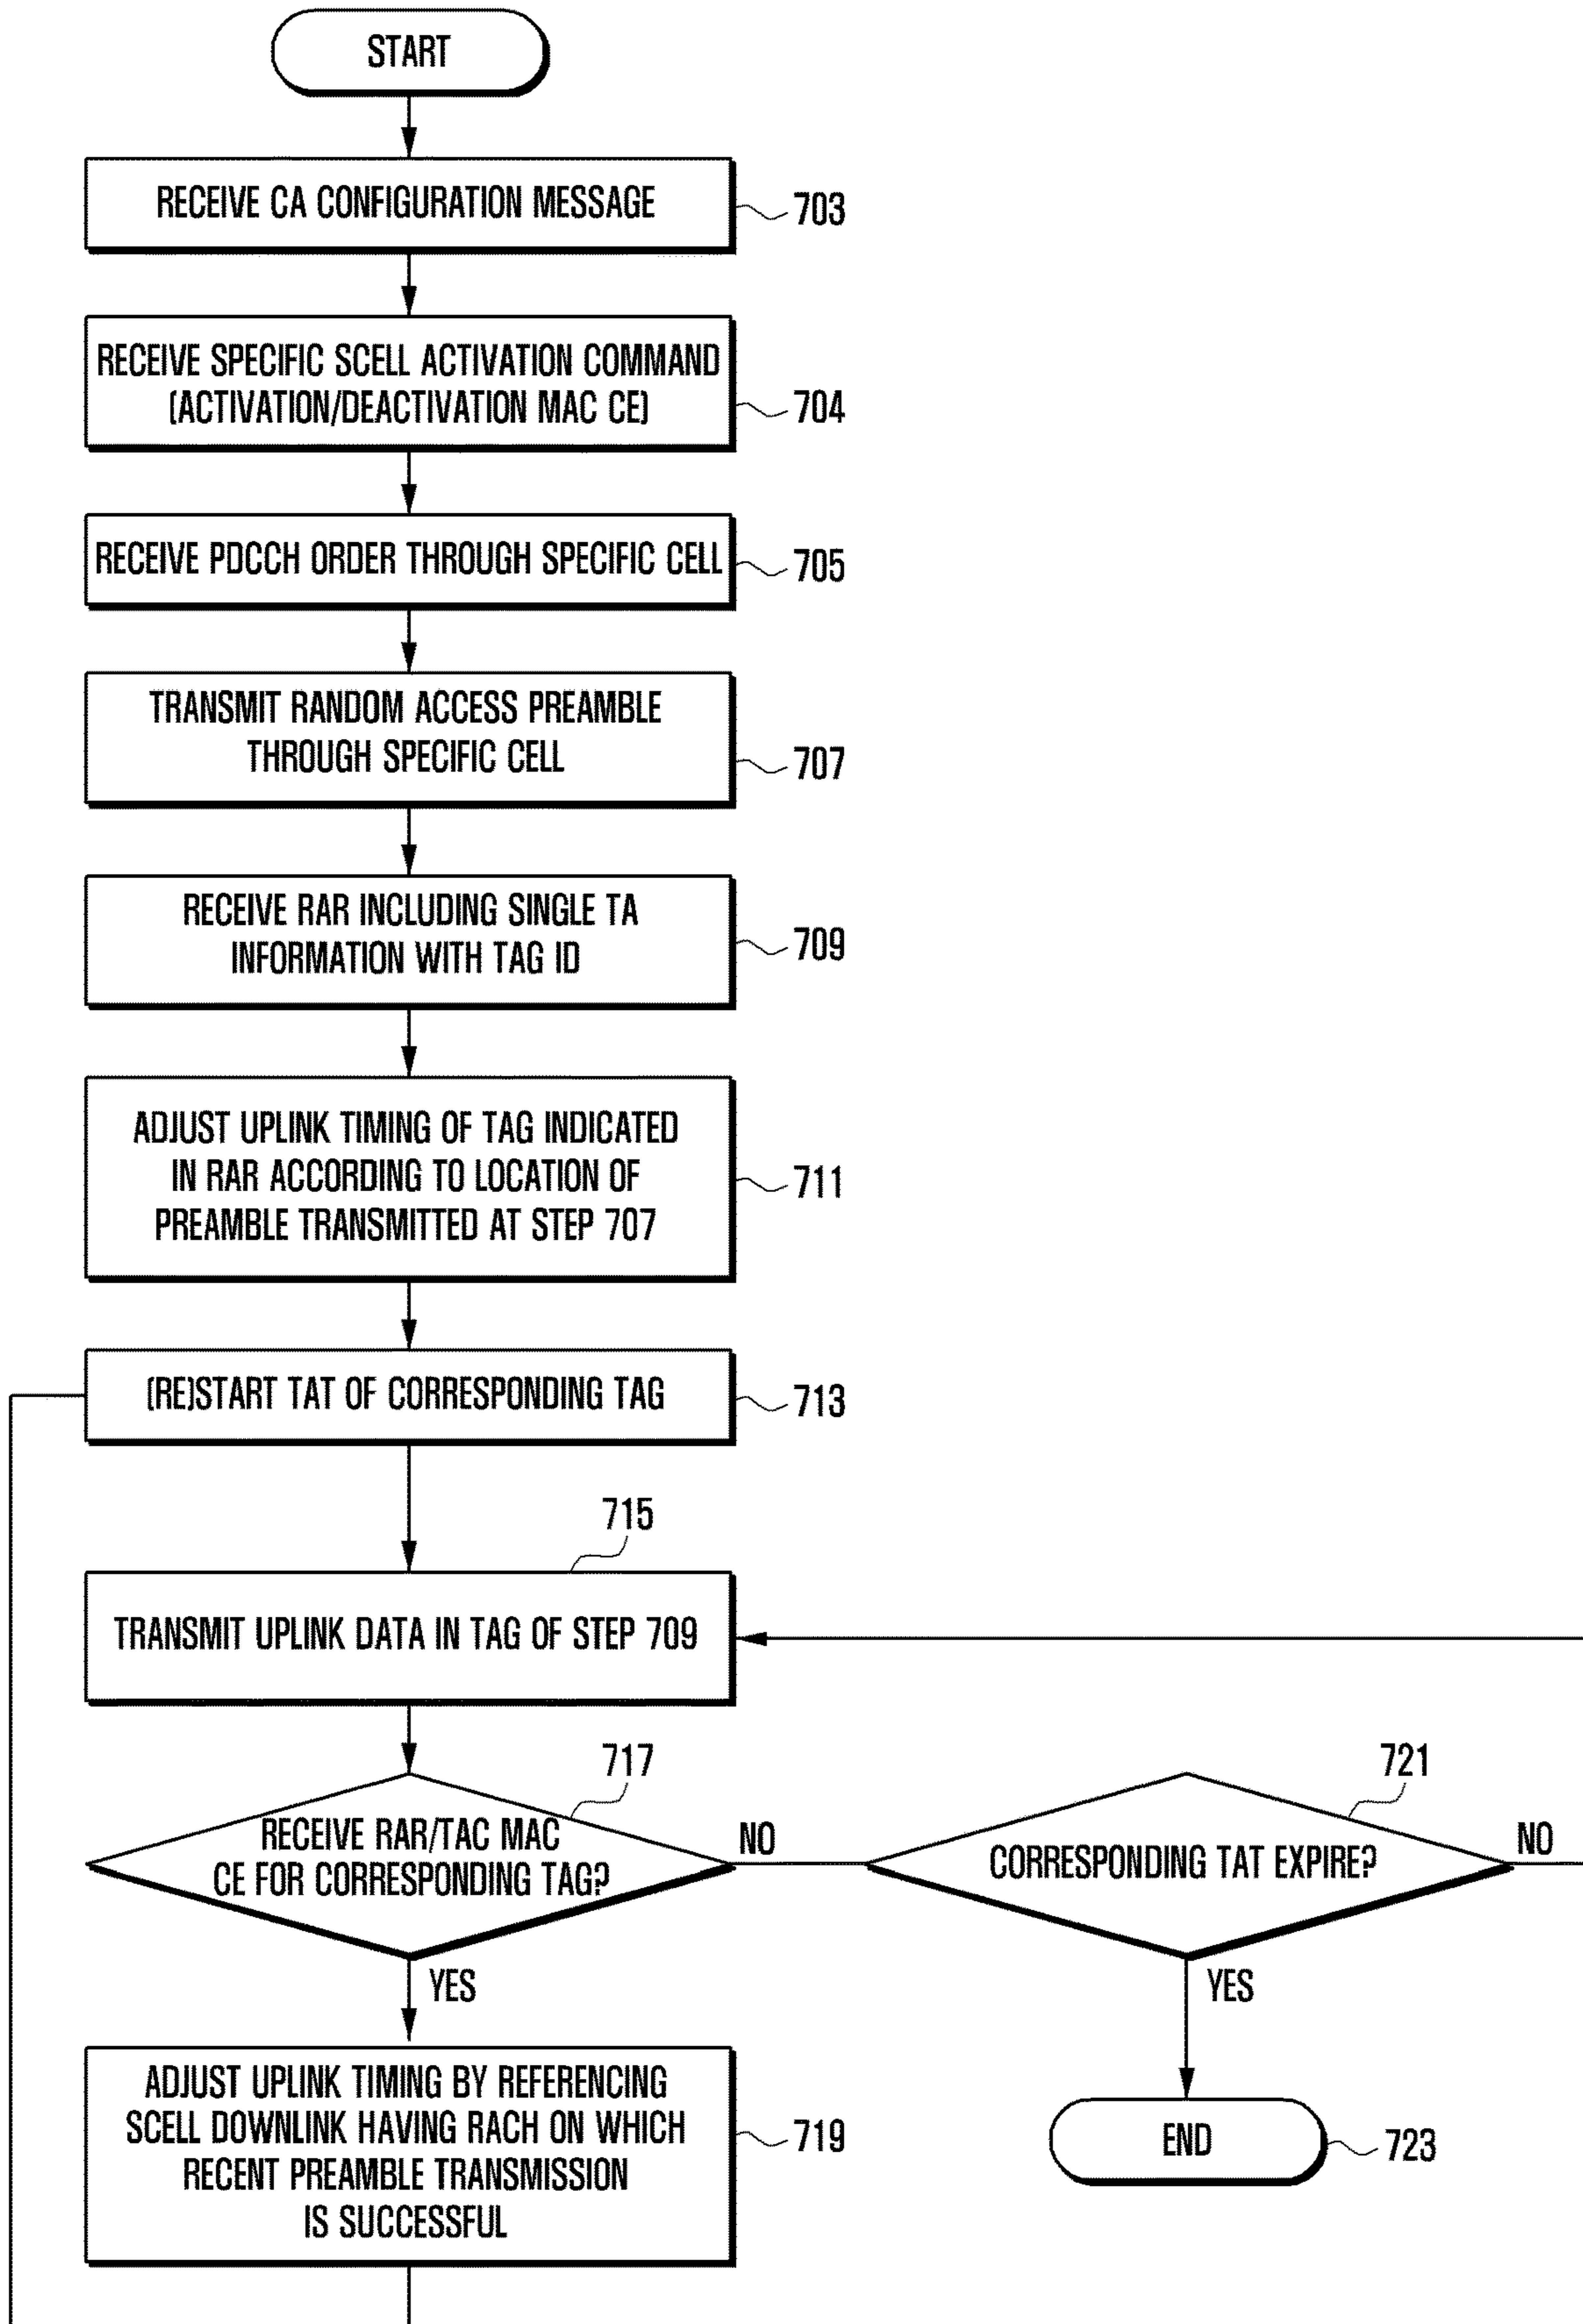 START
RECEIVE CA CONFIGURATION MESSAGE
703
RECEIVE SPECIFIC SCELL ACTIVATION COMMAND
(ACTIVATION/DEACTIVATION MAC CE)
704
RECEIVE PDCCH ORDER THROUGH SPECIFIC CELL
705
TRANSMIT RANDOM ACCESS PREAMBLE
THROUGH SPECIFIC CELL
707
RECEIVE RAR INCLUDING SINGLE TA
INFORMATION WITH TAG ID
709
ADJUST UPLINK TIMING OF TAG INDICATED
IN RAR ACCORDING TO LOCATION OF
PREAMBLE TRANSMITTED AT STEP 707
711
(RE)START TAT OF CORRESPONDING TAG
713
715
TRANSMIT UPLINK DATA IN TAG OF STEP 709
717
RECEIVE RAR/TAC MAC
CE FOR CORRESPONDING TAG?
NO
YES
721
CORRESPONDING TAT EXPIRE?
NO
YES
ADJUST UPLINK TIMING BY REFERENCING
SCELL DOWNLINK HAVING RACH ON WHICH
RECENT PREAMBLE TRANSMISSION
IS SUCCESSFUL
719
END
723